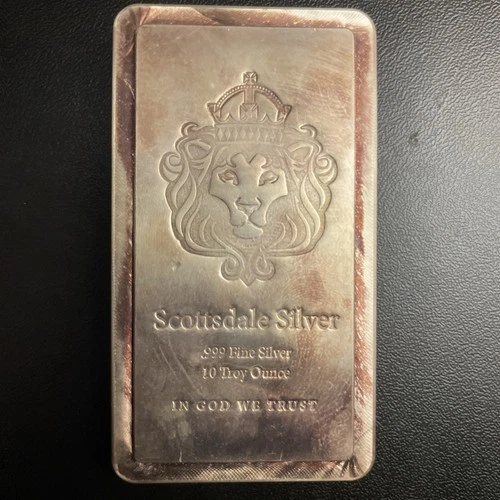 Scottsdale Silver
.999 Fine Silver
10 Troy Ounce
IN GOD WE TRUST